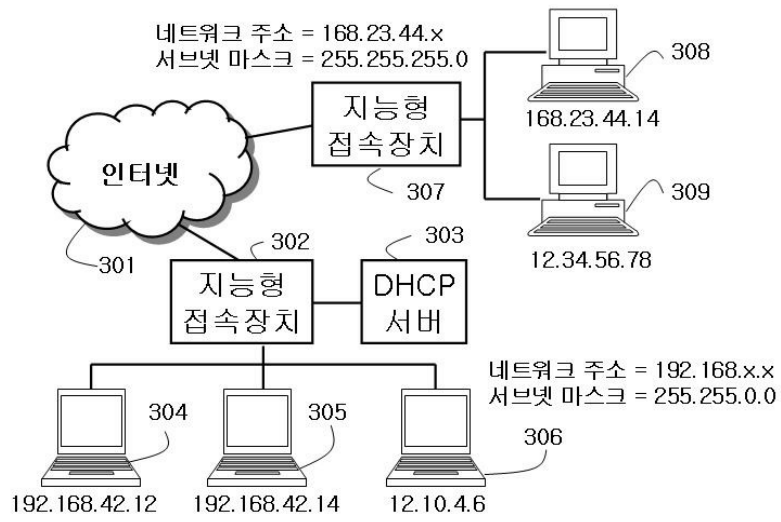 네트워크 주소 = 168.23.44.x
서브넷 마스크 = 255.255.255.0
308
지능형
접속장치
168.23.44.14
인터넷
307
309
301
302
303
12.34.56.78
지능형
접속장치
DHCP
서버
네트워크 주소 = 192.168.x.x
서브넷 마스크 = 255.255.0.0
304
305
306
192.168.42.12
192.168.42.14
12.10.4.6